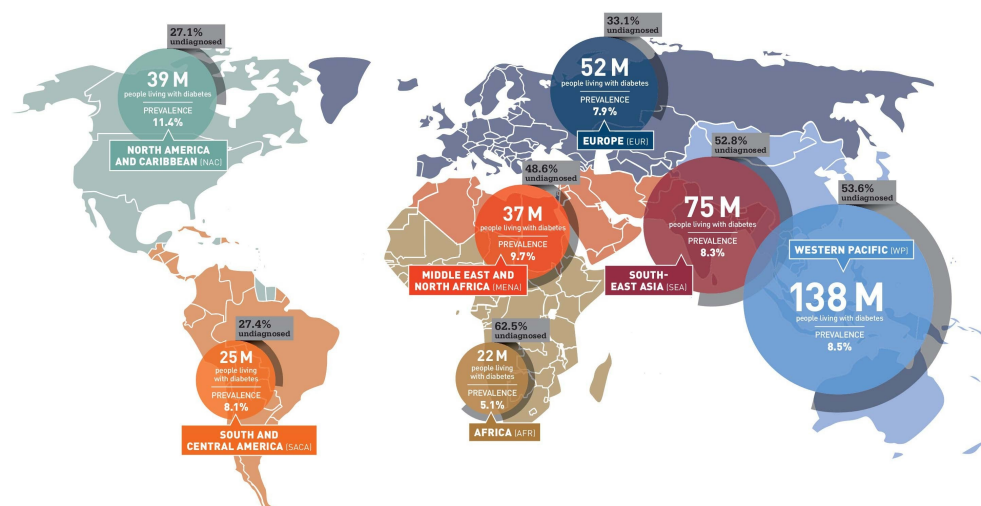 27.1%
undiagnosed
39 M
people living with diabetes
PREVALENCE
11.4%
NORTH AMERICA
AND CARIBBEAN (NAC)
33.1%
undiagnosed
52 M
people living with diabetes
PREVALENCE
7.9%
EUROPE (EUR)
48.6%
undiagnosed
37 M
people living with diabetes
PREVALENCE
9.7%
MIDDLE EAST AND
NORTH AFRICA (MENA)
52.8%
undiagnosed
75 M
people living with diabetes
PREVALENCE
8.3%
SOUTH-
EAST ASIA (SEA)
53.6%
undiagnosed
WESTERN PACIFIC (WP)
138 M
people living with diabetes
PREVALENCE
8.5%
27.4%
undiagnosed
25 M
people living
with diabetes
PREVALENCE
8.1%
SOUTH AND
CENTRAL AMERICA (SACA)
62.5%
undiagnosed
22 M
people living
with diabetes
PREVALENCE
5.1%
AFRICA (AFR)